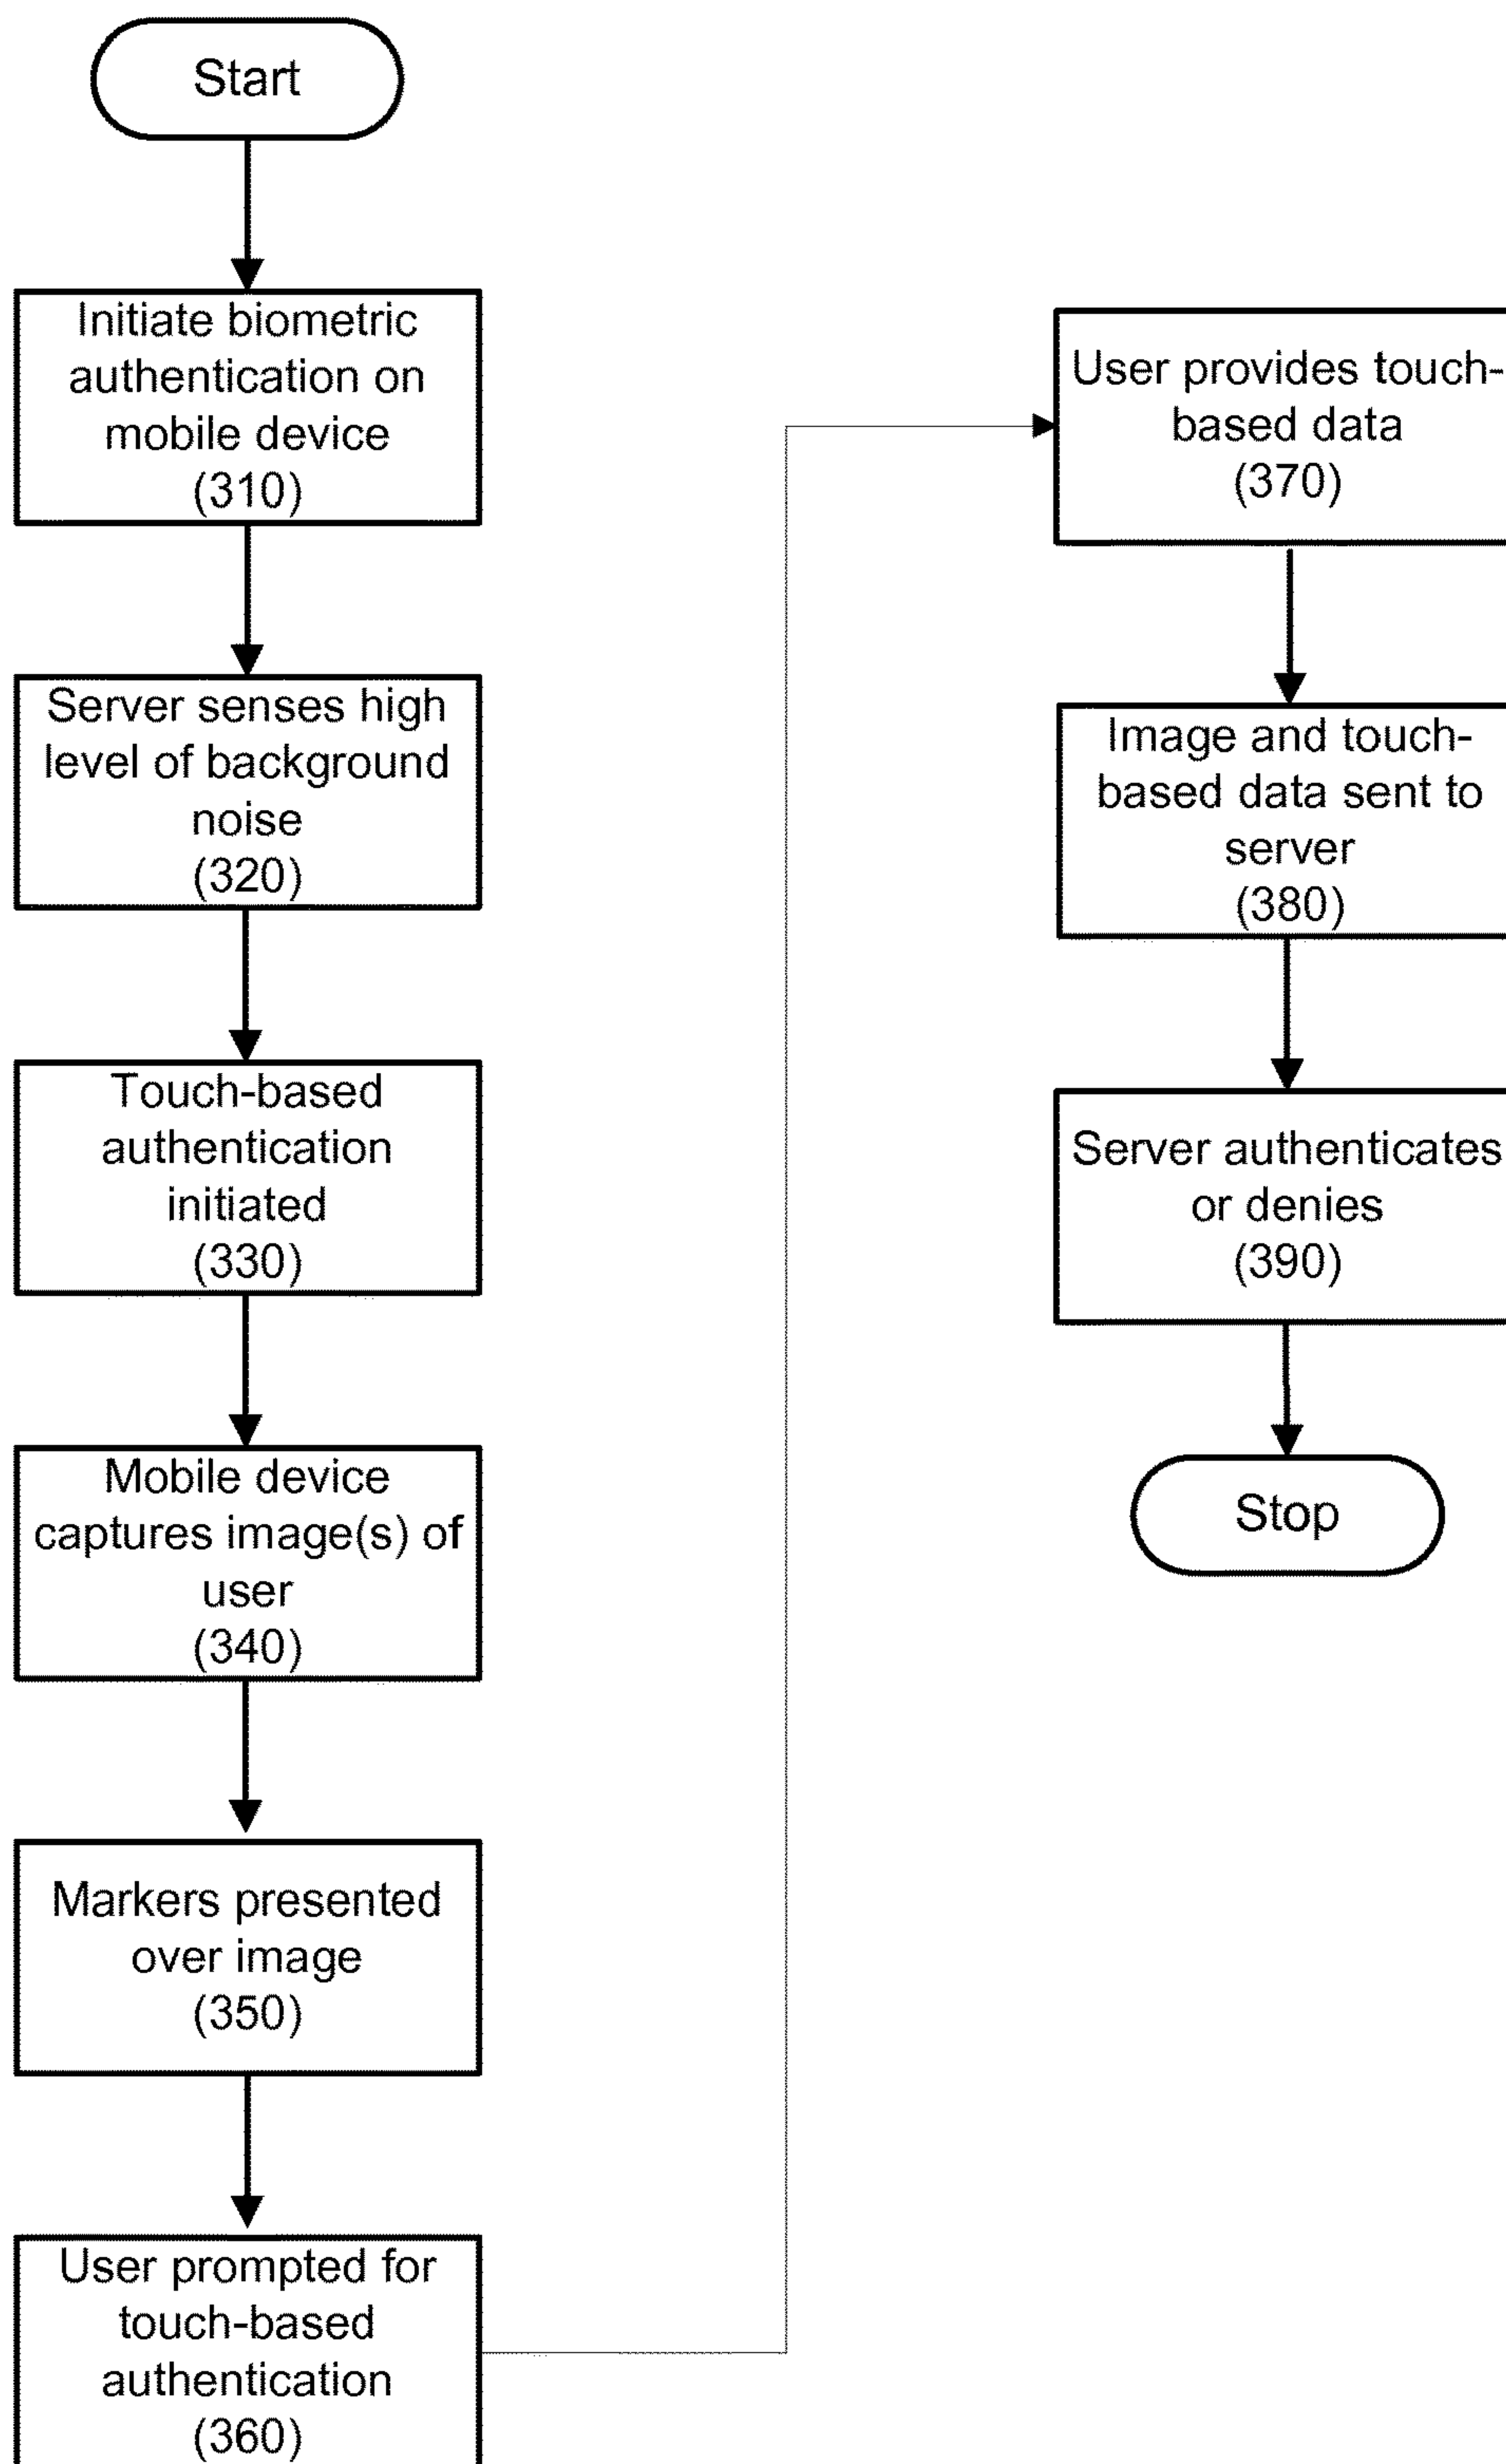 Start
Initiate biometric
authentication on
mobile device
(310)
Server senses high
level of background
noise
(320)
Touch-based
authentication
initiated
(330)
Mobile device
captures image(s) of
user
(340)
Markers presented
over image
(350)
User prompted for
touch-based
authentication
(360)
User provides touch-
based data
(370)
Image and touch-
based data sent to
server
(380)
Server authenticates
or denies
(390)
Stop